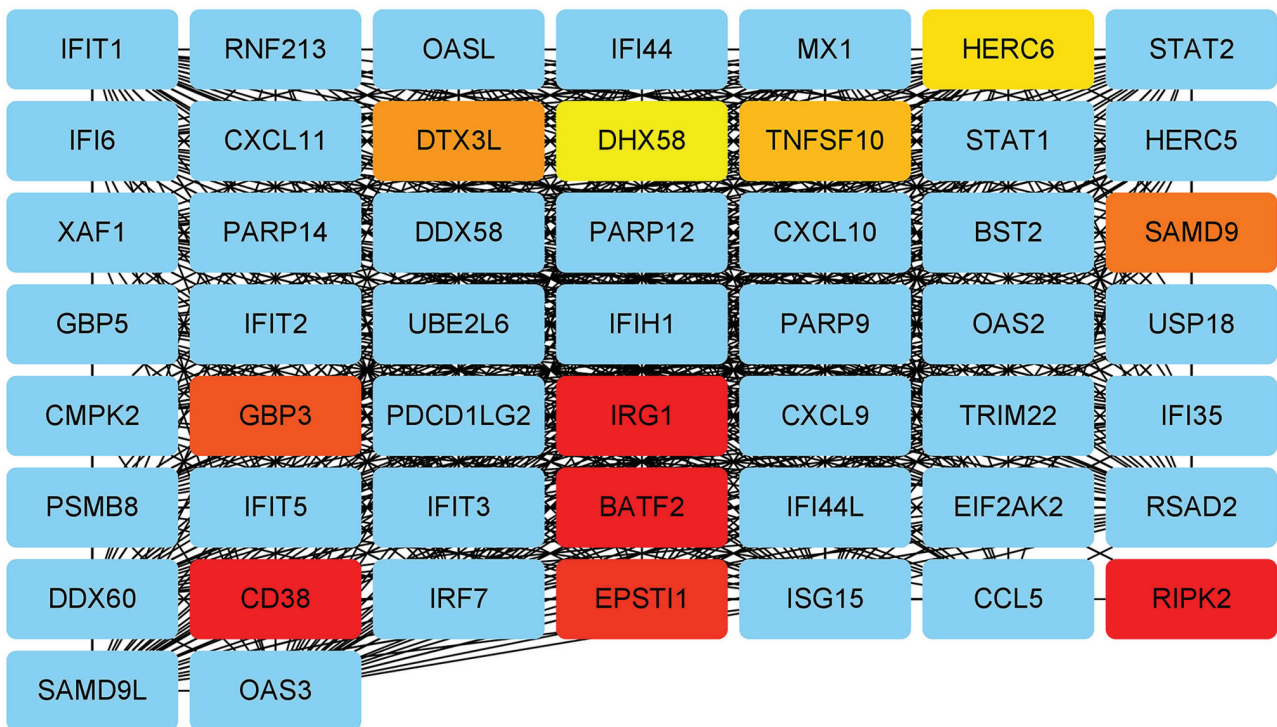 IFIT1 RNF213 OASL IFI44 MX1 HERC6 STAT2
IFI6 CXCL11 DTX3L DHX58 TNFSF10 STAT1 HERC5
XAF1 PARP14 DDX58 PARP12 CXCL10 BST2 SAMD9
GBP5 IFIT2 UBE2L6 IFIH1 PARP9 OAS2 USP18
CMPK2 GBP3 PDCD1LG2 IRG1 CXCL9 TRIM22 IFI35
PSMB8 IFIT5 IFIT3 BATF2 IFI44L EIF2AK2 RSAD2
DDX60 CD38 IRF7 EPSTI1 ISG15 CCL5 RIPK2
SAMD9L OAS3